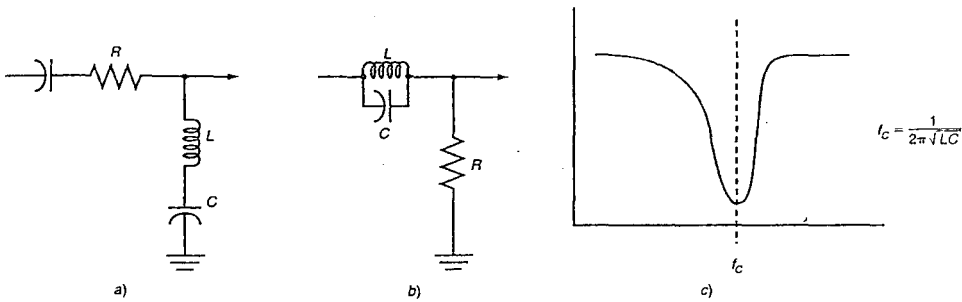 R
L
C
a)
L
C
R
b)
f_C
c)
f_C = 1/(2π√LC)